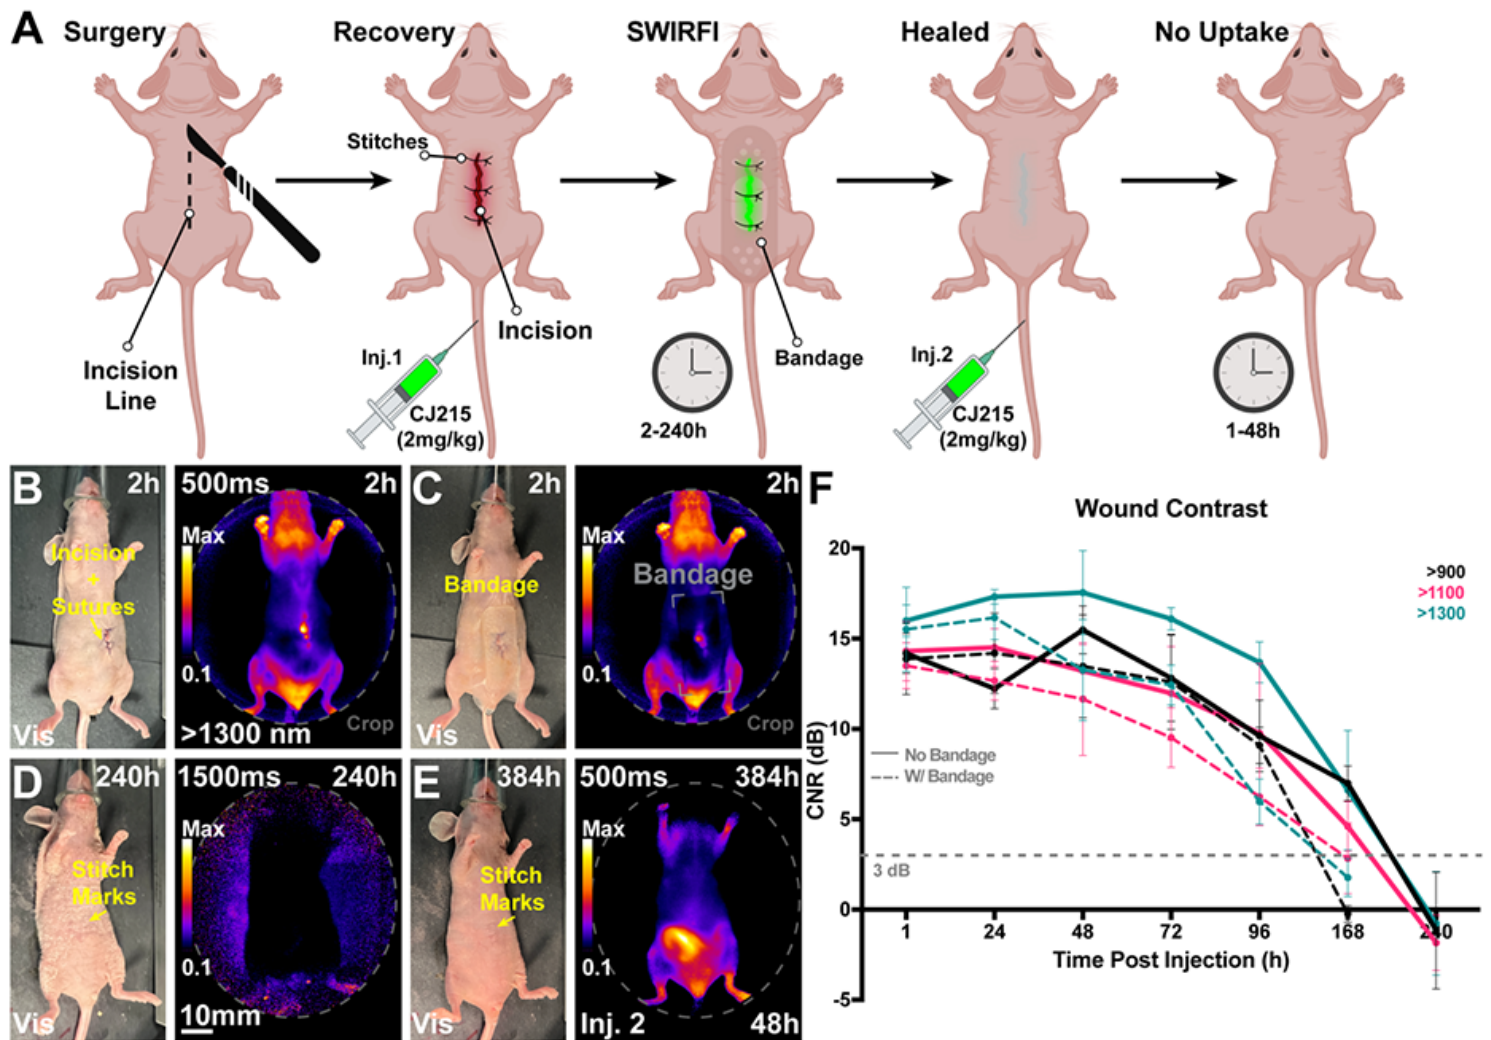 A
Surgery
Recovery
SWIRFI
Healed
No Uptake
Stitches
Incision
Incision
Line
Bandage
Inj.1
CJ215
(2mg/kg)
2-240h
Inj.2
CJ215
(2mg/kg)
1-48h
B
2h
Incision
+
Sutures
Vis
500ms
2h
Max
0.1
>1300 nm
Crop
C
2h
Bandage
Vis
2h
Max
Bandage
0.1
Crop
D
240h
Stitch
Marks
Vis
1500ms
240h
Max
0.1
10mm
E
384h
Stitch
Marks
Vis
500ms
384h
Max
0.1
Inj. 2
48h
F
Wound Contrast
>900
>1100
>1300
No Bandage
W/ Bandage
3 dB
CNR (dB)
20
15
10
5
0
-5
1
24
48
72
96
168
240
Time Post Injection (h)